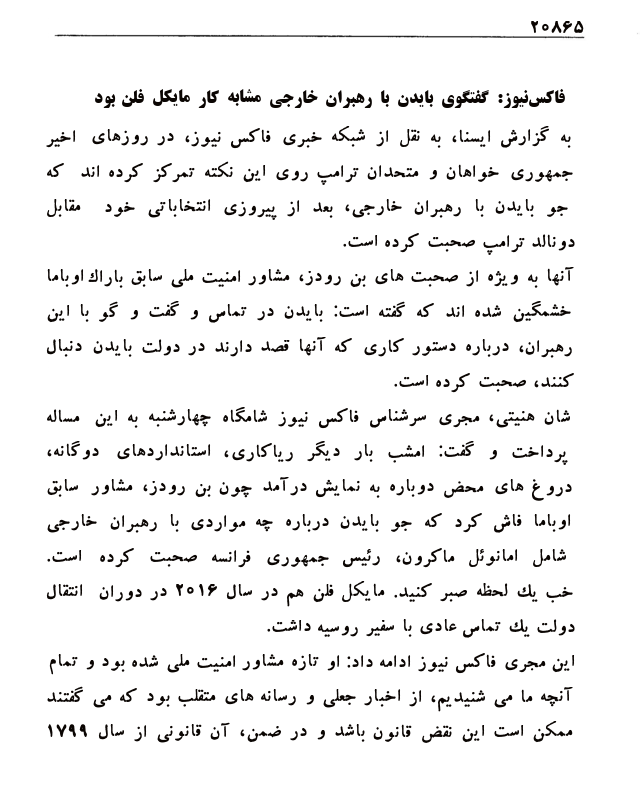 ۲۰۸۶۵
فاکس‌نیوز: گفتگوی بایدن با رهبران خارجی مشابه کار مایکل فلن بود
به گزارش ایسنا، به نقل از شبکه خبری فاکس نیوز، در روزهای اخیر
جمهوری خواهان و متحدان ترامپ روی این نکته تمرکز کرده اند که
جو بایدن با رهبران خارجی، بعد از پیروزی انتخاباتی خود مقابل
دونالد ترامپ صحبت کرده است.
آنها به ویژه از صحبت های بن رودز، مشاور امنیت ملی سابق باراك اوباما
خشمگین شده اند که گفته است: بایدن در تماس و گفت و گو با این
رهبران، درباره دستور کاری که آنها قصد دارند در دولت بایدن دنبال
کنند، صحبت کرده است.
شان هنیتی، مجری سرشناس فاکس نیوز شامگاه چهارشنبه به این مساله
پرداخت و گفت: امشب بار دیگر ریاکاری، استانداردهای دوگانه،
دروغ های محض دوباره به نمایش درآمد چون بن رودز، مشاور سابق
اوباما فاش کرد که جو بایدن درباره چه مواردی با رهبران خارجی
شامل امانوئل ماکرون، رئیس جمهوری فرانسه صحبت کرده است.
خب یك لحظه صبر کنید. مایکل فلن هم در سال ۲۰۱۶ در دوران انتقال
دولت یك تماس عادی با سفیر روسیه داشت.
این مجری فاکس نیوز ادامه داد: او تازه مشاور امنیت ملی شده بود و تمام
آنچه ما می شنیدیم، از اخبار جعلی و رسانه های متقلب بود که می گفتند
ممکن است این نقض قانون باشد و در ضمن، آن قانونی از سال ۱۷۹۹